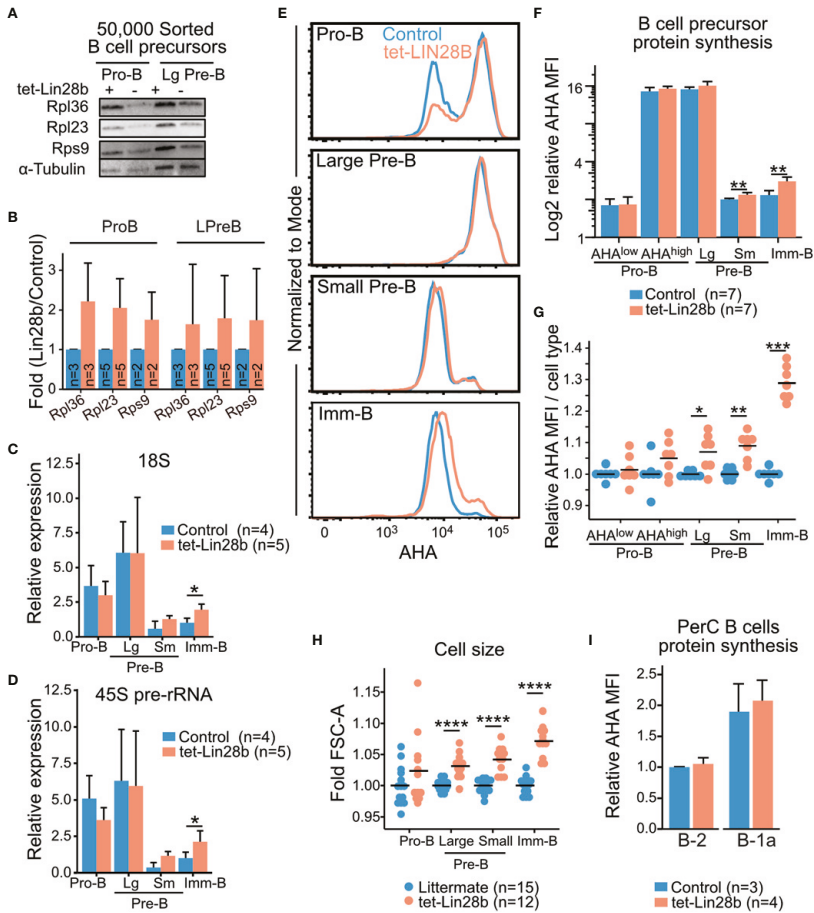 A
50,000 Sorted
B cell precursors
Pro-B Lg Pre-B
tet-Lin28b + - + -
Rpl36
Rpl23
Rps9
α-Tubulin
B
ProB LPreB
Fold (Lin28b/Control)
3
2
1
0
n=3 n=3 n=5 n=5 n=2 n=2 n=3 n=3 n=5 n=5 n=2 n=2
Rpl36 Rpl23 Rps9 Rpl36 Rpl23 Rps9
C
18S
Relative expression
12.5
10.0
7.5
5.0
2.5
0.0
Control (n=4)
tet-Lin28b (n=5)
*
Pro-B Lg Sm Imm-B
Pre-B
D
45S pre-rRNA
Relative expression
12.5
10.0
7.5
5.0
2.5
0.0
Control (n=4)
tet-Lin28b (n=5)
*
Pro-B Lg Sm Imm-B
Pre-B
E
Normalized to Mode
Pro-B
Control
tet-LIN28B
Large Pre-B
Small Pre-B
Imm-B
0 10³ 10⁴ 10⁵
AHA
F
B cell precursor
protein synthesis
Log2 relative AHA MFI
16
4
1
** **
AHAlow AHAhigh Lg Sm Imm-B
Pro-B Pre-B
Control (n=7)
tet-Lin28b (n=7)
G
Relative AHA MFI / cell type
1.4
1.3
1.2
1.1
1.0
0.9
* ** ***
AHAlow AHAhigh Lg Sm Imm-B
Pro-B Pre-B
H
Cell size
Fold FSC-A
1.15
1.10
1.05
1.00
0.95
**** **** ****
Pro-B Large Small Imm-B
Pre-B
Littermate (n=15)
tet-Lin28b (n=12)
I
PerC B cells
protein synthesis
Relative AHA MFI
2.5
2.0
1.5
1.0
0.5
0.0
B-2 B-1a
Control (n=3)
tet-Lin28b (n=4)